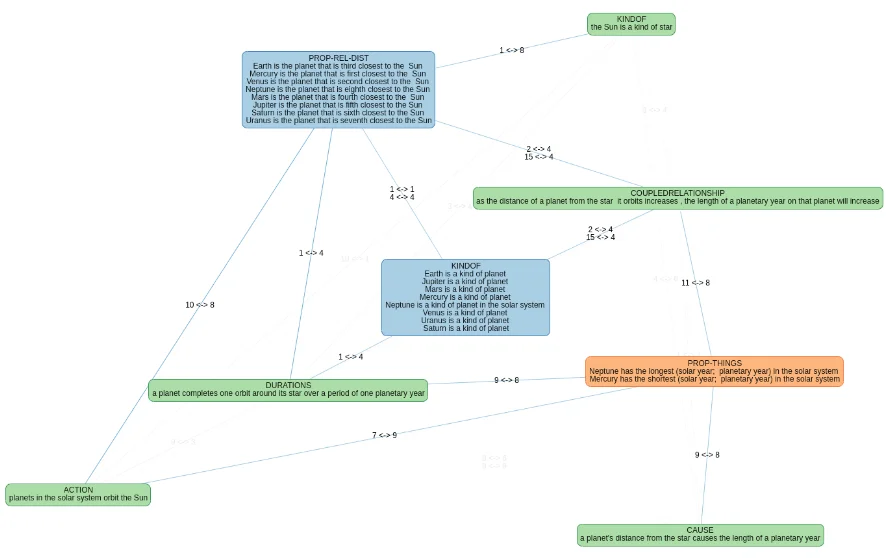 KINDOF
the Sun is a kind of star
1 <-> 8
PROP-REL-DIST
Earth is the planet that is third closest to the Sun
Mercury is the planet that is first closest to the Sun
Venus is the planet that is second closest to the Sun
Neptune is the planet that is eighth closest to the Sun
Mars is the planet that is fourth closest to the Sun
Jupiter is the planet that is fifth closest to the Sun
Saturn is the planet that is sixth closest to the Sun
Uranus is the planet that is seventh closest to the Sun
2 <-> 4
15 <-> 4
1 <-> 1
4 <-> 4
COUPLEDRELATIONSHIP
as the distance of a planet from the star it orbits increases , the length of a planetary year on that planet will increase
2 <-> 4
15 <-> 4
1 <-> 4
KINDOF
Earth is a kind of planet
Jupiter is a kind of planet
Mars is a kind of planet
Mercury is a kind of planet
Neptune is a kind of planet in the solar system
Venus is a kind of planet
Uranus is a kind of planet
Saturn is a kind of planet
11 <-> 8
10 <-> 8
1 <-> 4
PROP-THINGS
Neptune has the longest (solar year; planetary year) in the solar system
Mercury has the shortest (solar year; planetary year) in the solar system
9 <-> 8
DURATIONS
a planet completes one orbit around its star over a period of one planetary year
7 <-> 9
9 <-> 8
ACTION
planets in the solar system orbit the Sun
CAUSE
a planet's distance from the star causes the length of a planetary year